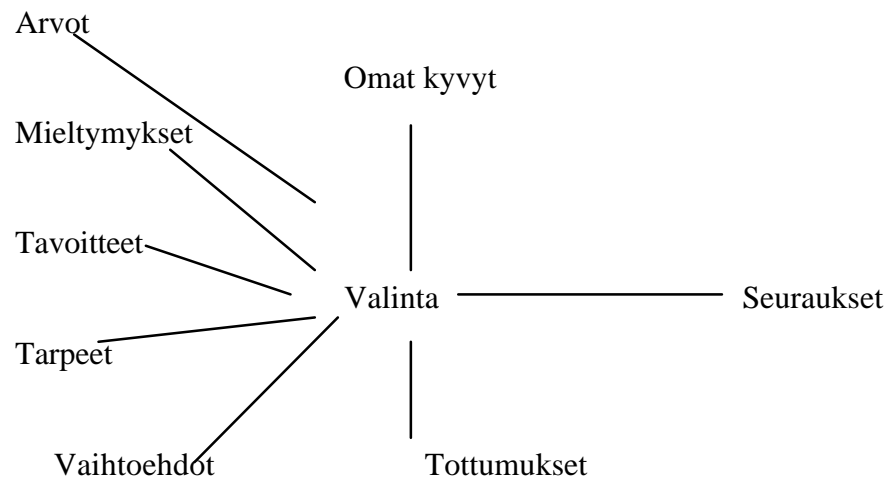 Arvot
Omat kyvyt
Mieltymykset
Tavoitteet
Valinta
Seuraukset
Tarpeet
Vaihtoehdot
Tottumukset